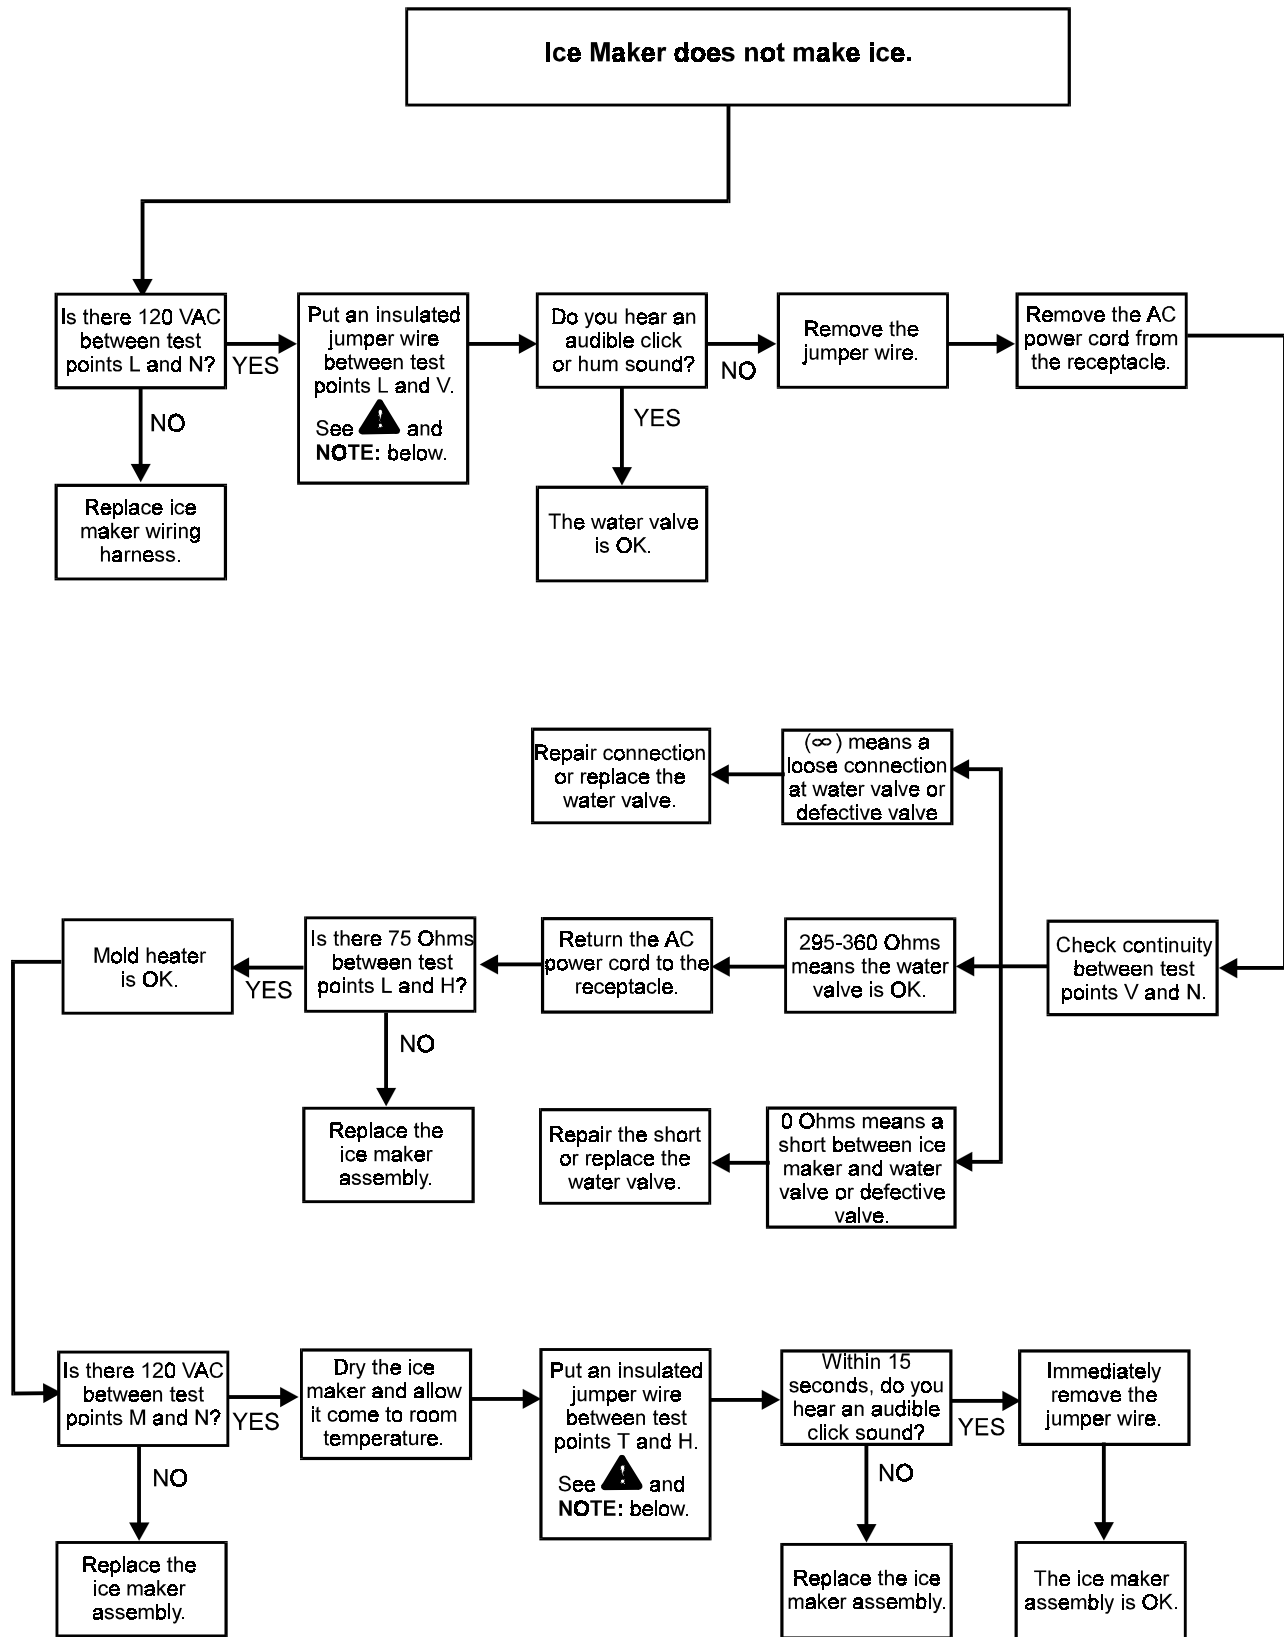 Ice Maker does not make ice.
Is there 120 VAC
between test
points L and N?
YES
NO
Replace ice
maker wiring
harness.
Put an insulated
jumper wire
between test
points L and V.
See ! and
NOTE: below.
Do you hear an
audible click
or hum sound?
NO
YES
The water valve
is OK.
Remove the
jumper wire.
Remove the AC
power cord from
the receptacle.
Check continuity
between test
points V and N.
(∞) means a
loose connection
at water valve or
defective valve
Repair connection
or replace the
water valve.
295-360 Ohms
means the water
valve is OK.
Return the AC
power cord to the
receptacle.
Is there 75 Ohms
between test
points L and H?
YES
NO
Mold heater
is OK.
Replace the
ice maker
assembly.
0 Ohms means a
short between ice
maker and water
valve or defective
valve.
Repair the short
or replace the
water valve.
Is there 120 VAC
between test
points M and N?
YES
NO
Replace the
ice maker
assembly.
Dry the ice
maker and allow
it come to room
temperature.
Put an insulated
jumper wire
between test
points T and H.
See ! and
NOTE: below.
Within 15
seconds, do you
hear an audible
click sound?
YES
NO
Replace the ice
maker assembly.
Immediately
remove the
jumper wire.
The ice maker
assembly is OK.